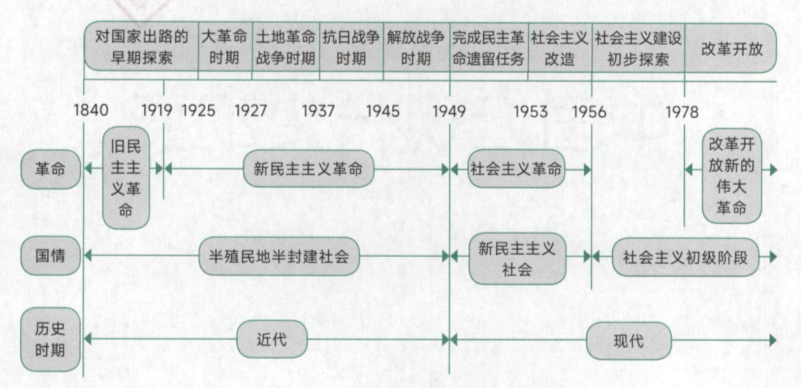 对国家出路的
早期探索
大革命
时期
土地革命
战争时期
抗日战争
时期
解放战争
时期
完成民主革
命遗留任务
社会主义
改造
社会主义建设
初步探索
改革开放
1840
1919
1925
1927
1937
1945
1949
1953
1956
1978
革命
旧民
主主
义革
命
新民主主义革命
社会主义革命
改革开
放新的
伟大
革命
国情
半殖民地半封建社会
新民主主义
社会
社会主义初级阶段
历史
时期
近代
现代